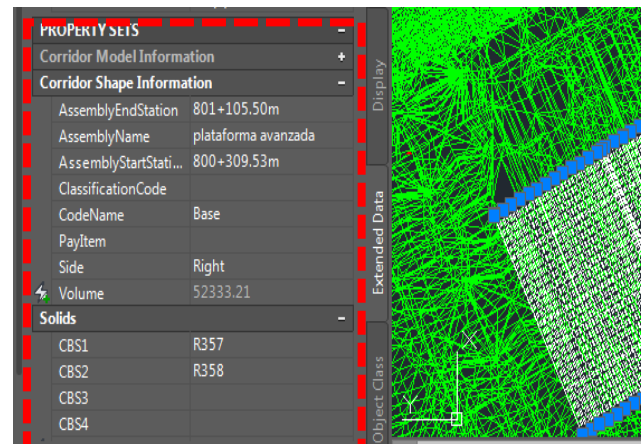 PROPERTY SETS
Corridor Model Information
Corridor Shape Information
AssemblyEndStation 801+105.50m
AssemblyName plataforma avanzada
AssemblyStartStati... 800+309.53m
ClassificationCode
CodeName Base
PayItem
Side Right
Volume 52333.21
Solids
CBS1 R357
CBS2 R358
CBS3
CBS4
Display
Extended Data
Object Class
X
Y